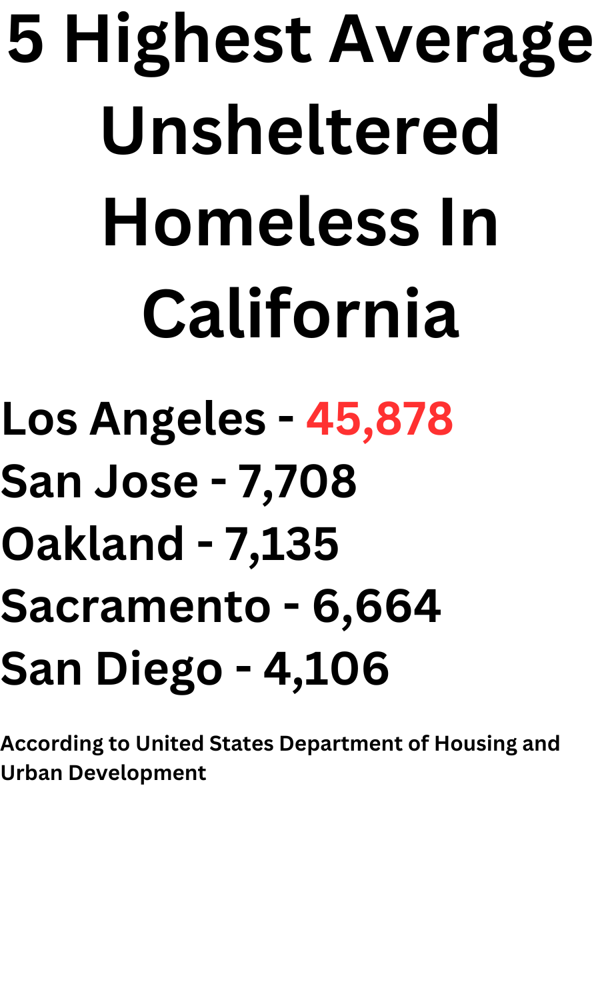 5 Highest Average
Unsheltered
Homeless In
California
Los Angeles - 45,878
San Jose - 7,708
Oakland - 7,135
Sacramento - 6,664
San Diego - 4,106
According to United States Department of Housing and
Urban Development